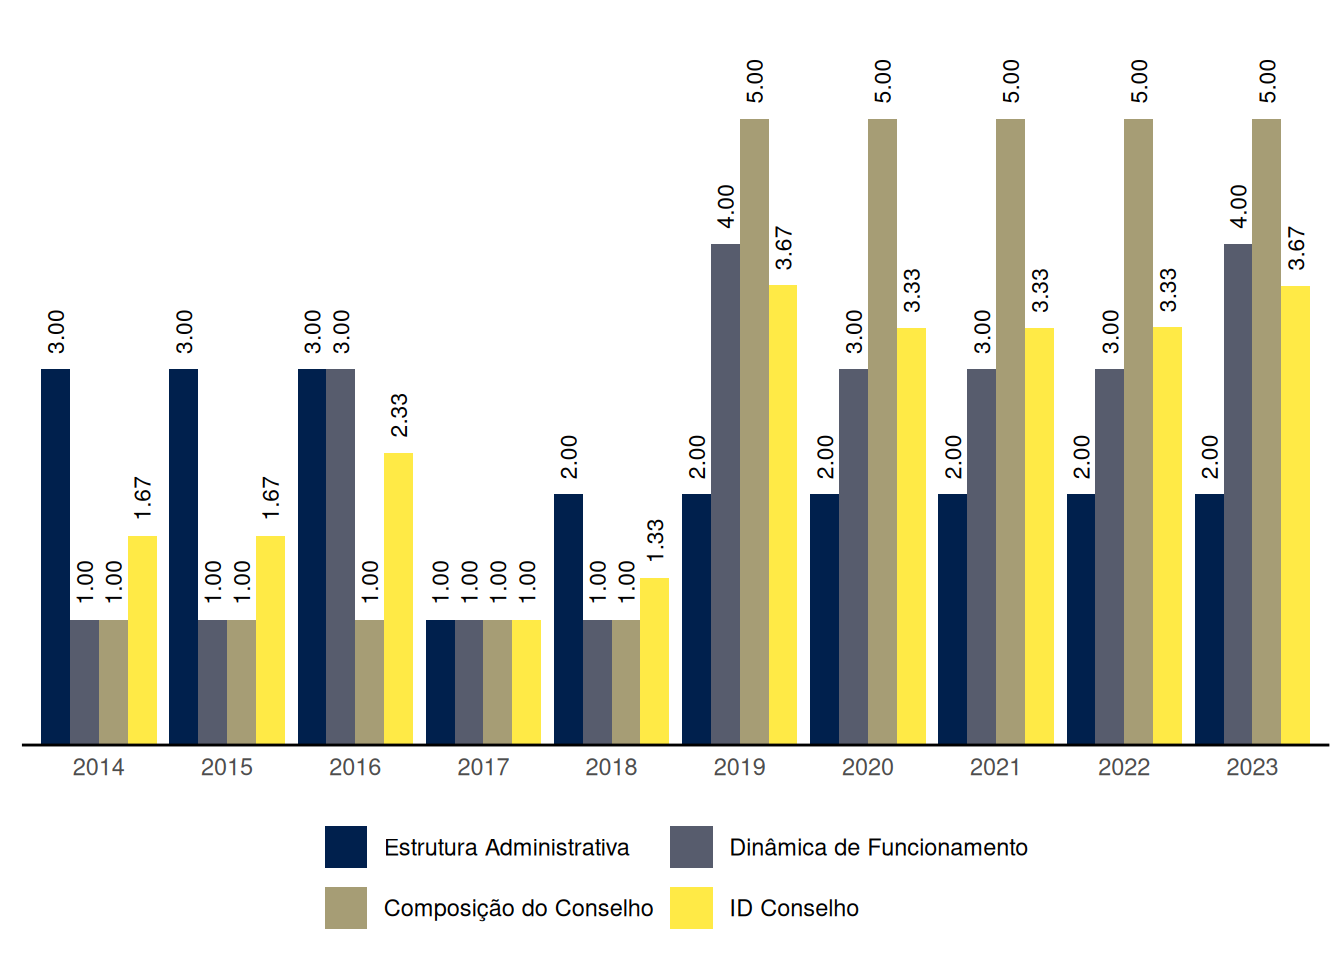 3.00 1.00 1.00 1.67 3.00 1.00 1.00 1.67 3.00 3.00 1.00 2.33 1.00 1.00 1.00 1.00 2.00 1.00 1.00 1.33 2.00 4.00 5.00 3.67 2.00 3.00 5.00 3.33 2.00 3.00 5.00 3.33 2.00 3.00 5.00 3.33 2.00 4.00 5.00 3.67
2014 2015 2016 2017 2018 2019 2020 2021 2022 2023
Estrutura Administrativa Dinâmica de Funcionamento
Composição do Conselho ID Conselho